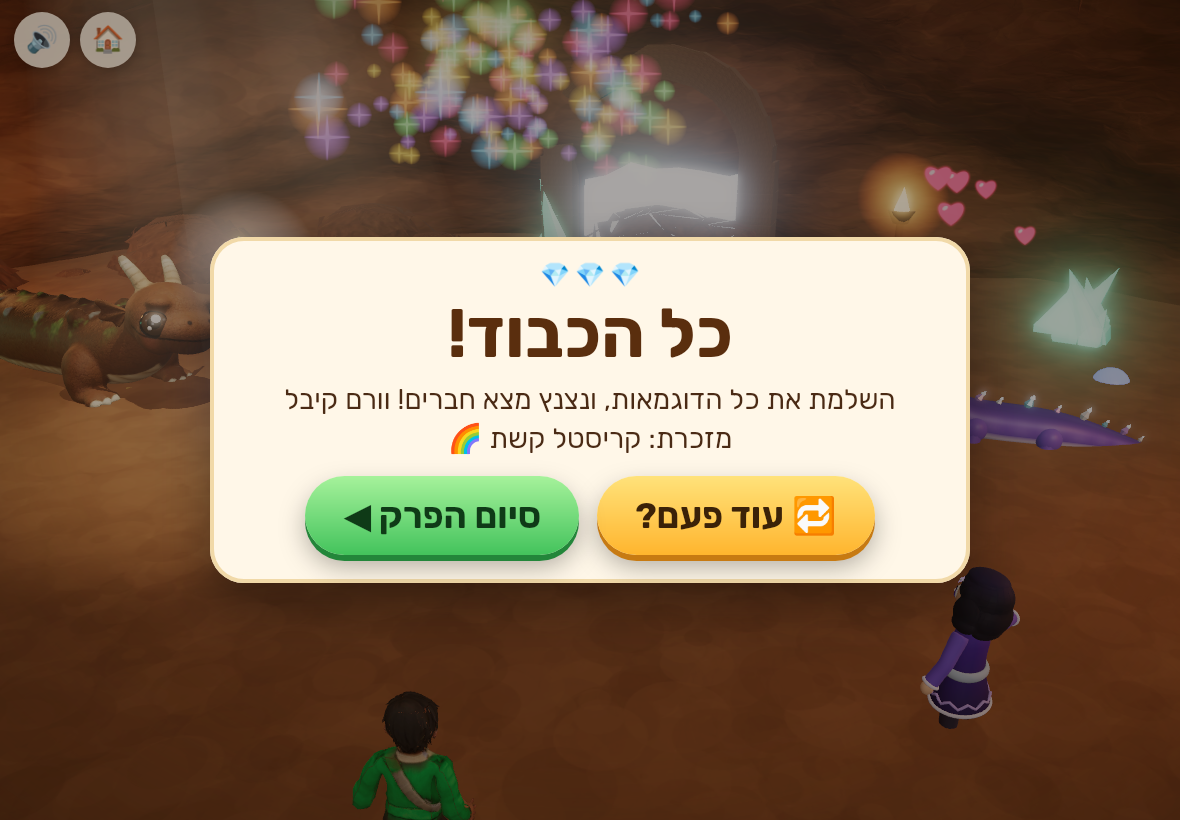 כל הכבוד!
השלמת את כל הדוגמאות, ונצנץ מצא חברים! וורם קיבל
מזכרת: קריסטל קשת 🌈
🔁 עוד פעם?
סיום הפרק ◀